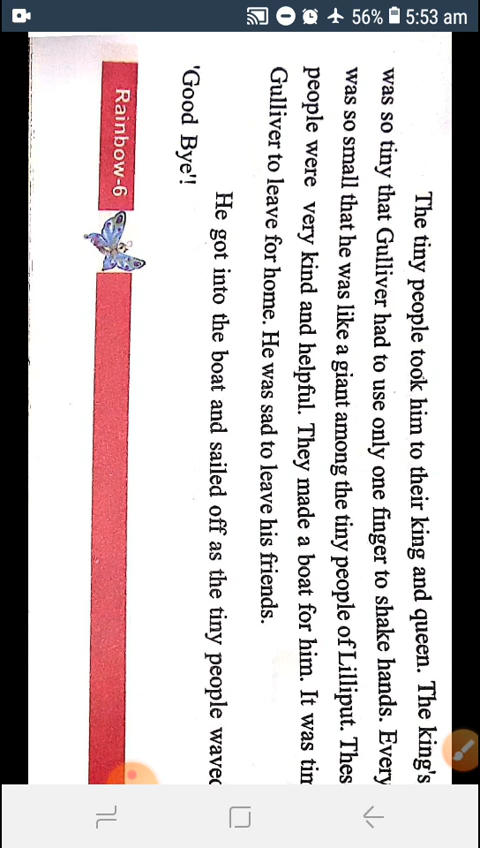 56% 5:53 am
The tiny people took him to their king and queen. The king's
was so tiny that Gulliver had to use only one finger to shake hands. Every
was so small that he was like a giant among the tiny people of Lilliput. Thes
people were very kind and helpful. They made a boat for him. It was tim
Gulliver to leave for home. He was sad to leave his friends.
He got into the boat and sailed off as the tiny people waved
'Good Bye'!
Rainbow-6